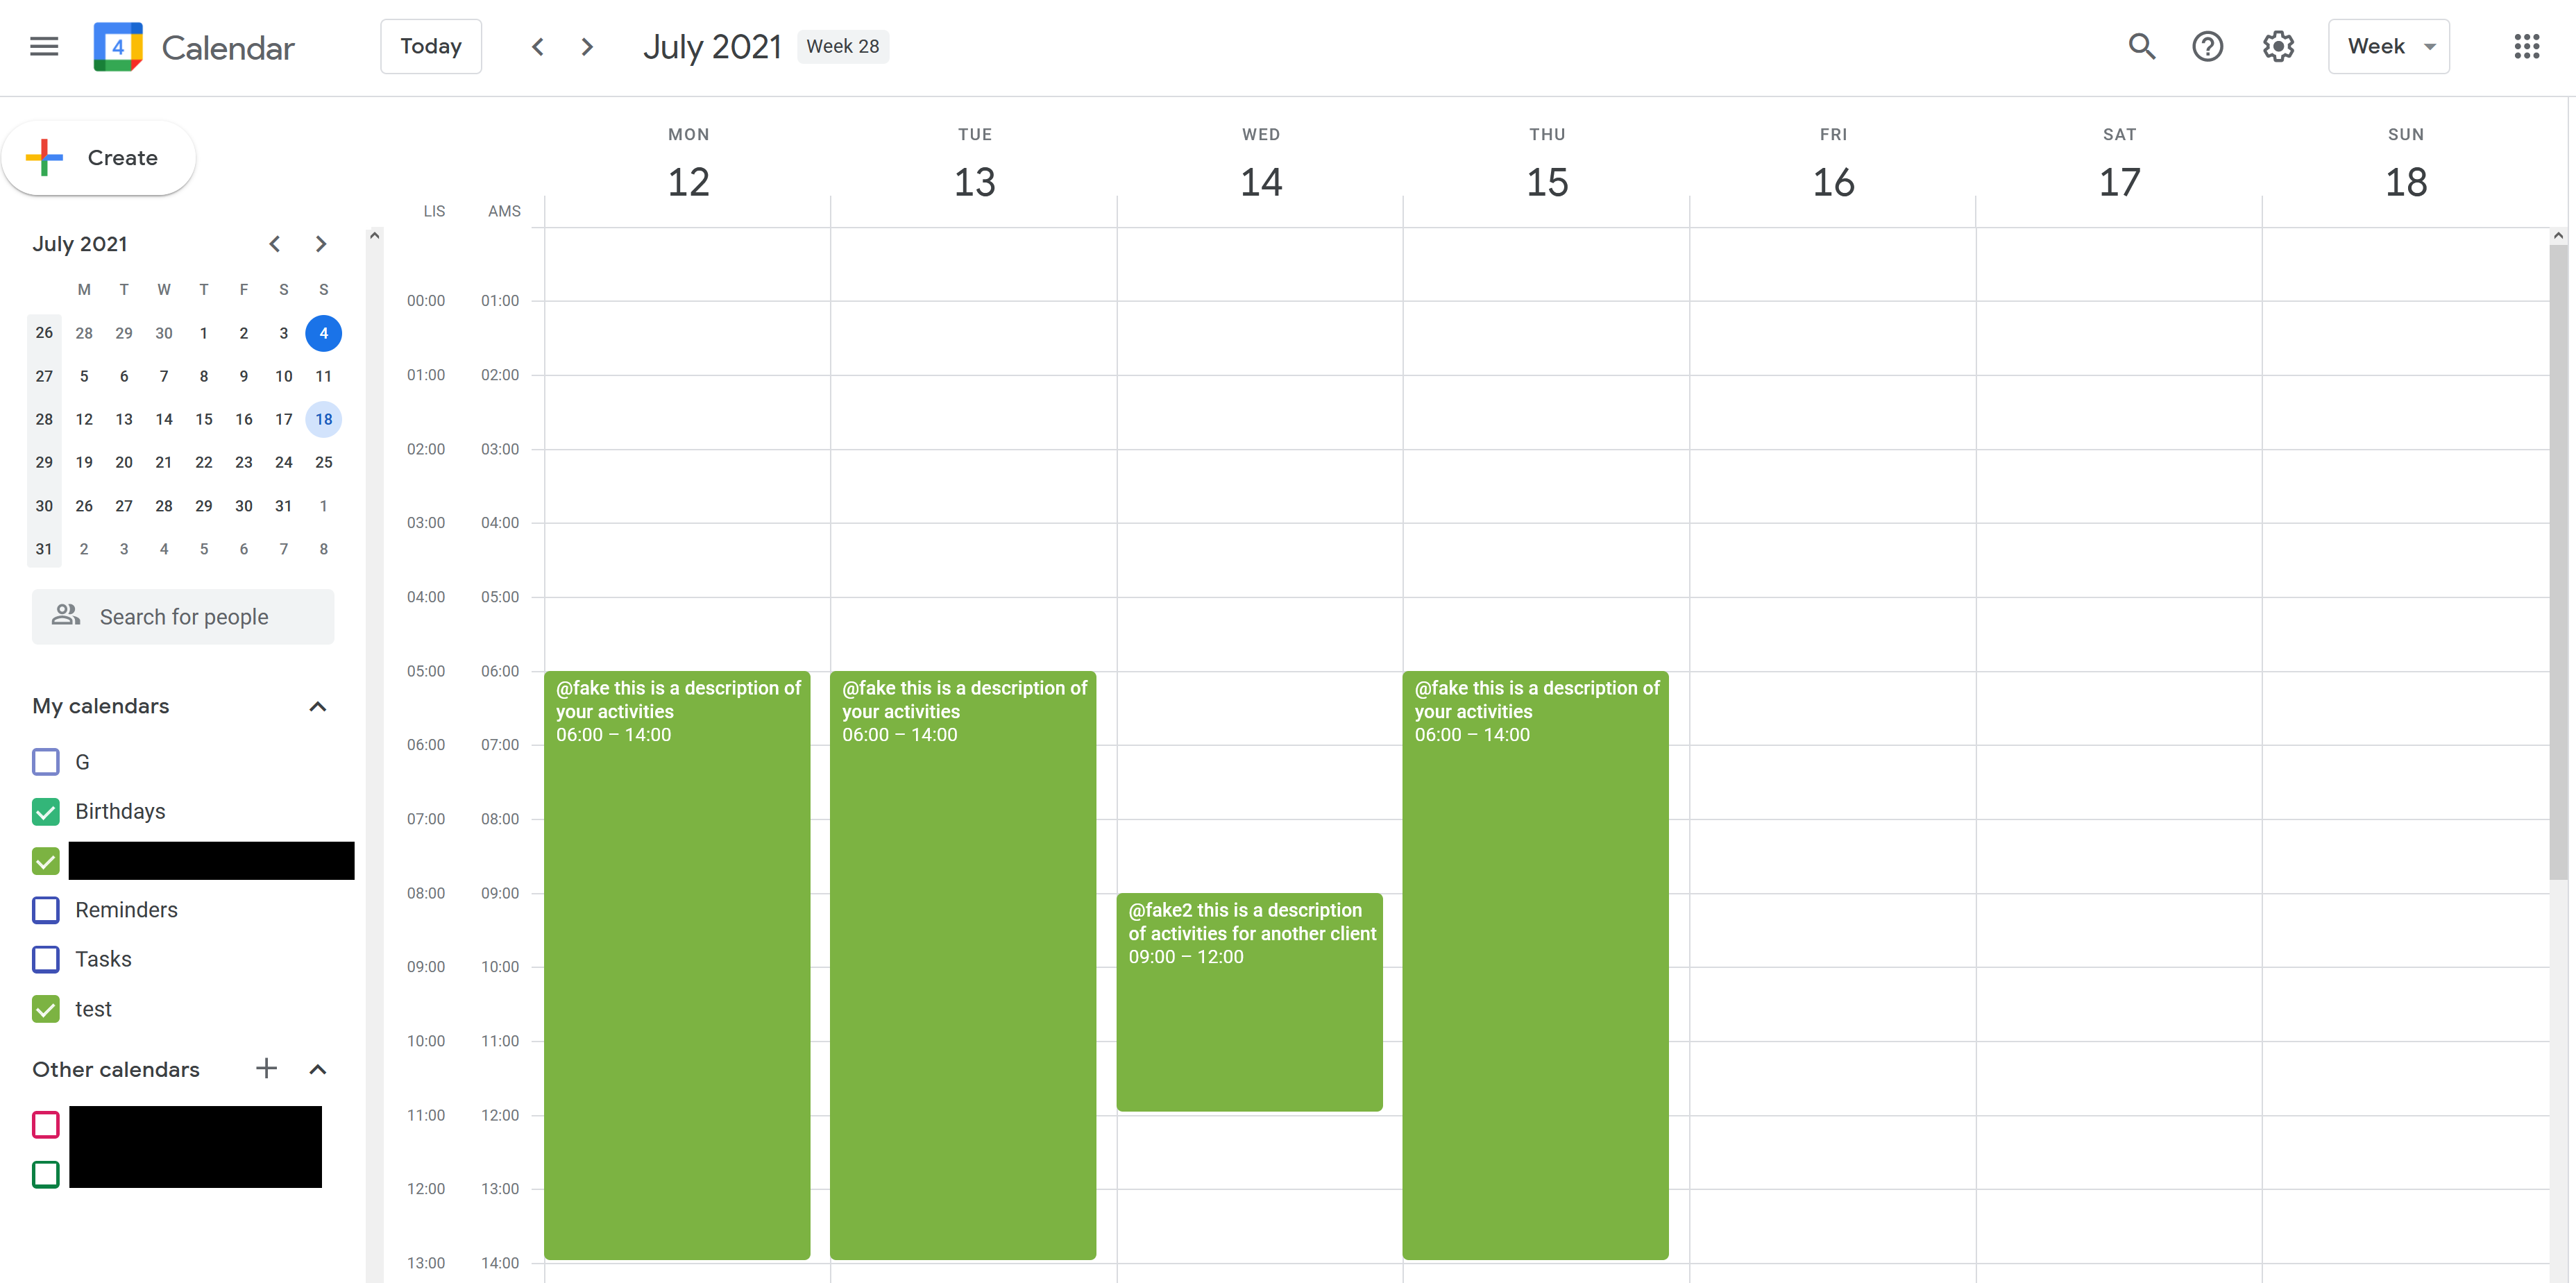 4 Calendar Today July 2021 Week 28 Week
Create
July 2021
M T W T F S S
26 28 29 30 1 2 3 4
27 5 6 7 8 9 10 11
28 12 13 14 15 16 17 18
29 19 20 21 22 23 24 25
30 26 27 28 29 30 31 1
31 2 3 4 5 6 7 8
Search for people
My calendars
G
Birthdays
Reminders
Tasks
test
Other calendars
MON TUE WED THU FRI SAT SUN
12 13 14 15 16 17 18
LIS AMS
00:00 01:00
01:00 02:00
02:00 03:00
03:00 04:00
04:00 05:00
05:00 06:00
06:00 07:00
07:00 08:00
08:00 09:00
09:00 10:00
10:00 11:00
11:00 12:00
12:00 13:00
13:00 14:00
@fake this is a description of
your activities
06:00 – 14:00
@fake this is a description of
your activities
06:00 – 14:00
@fake2 this is a description
of activities for another client
09:00 – 12:00
@fake this is a description of
your activities
06:00 – 14:00